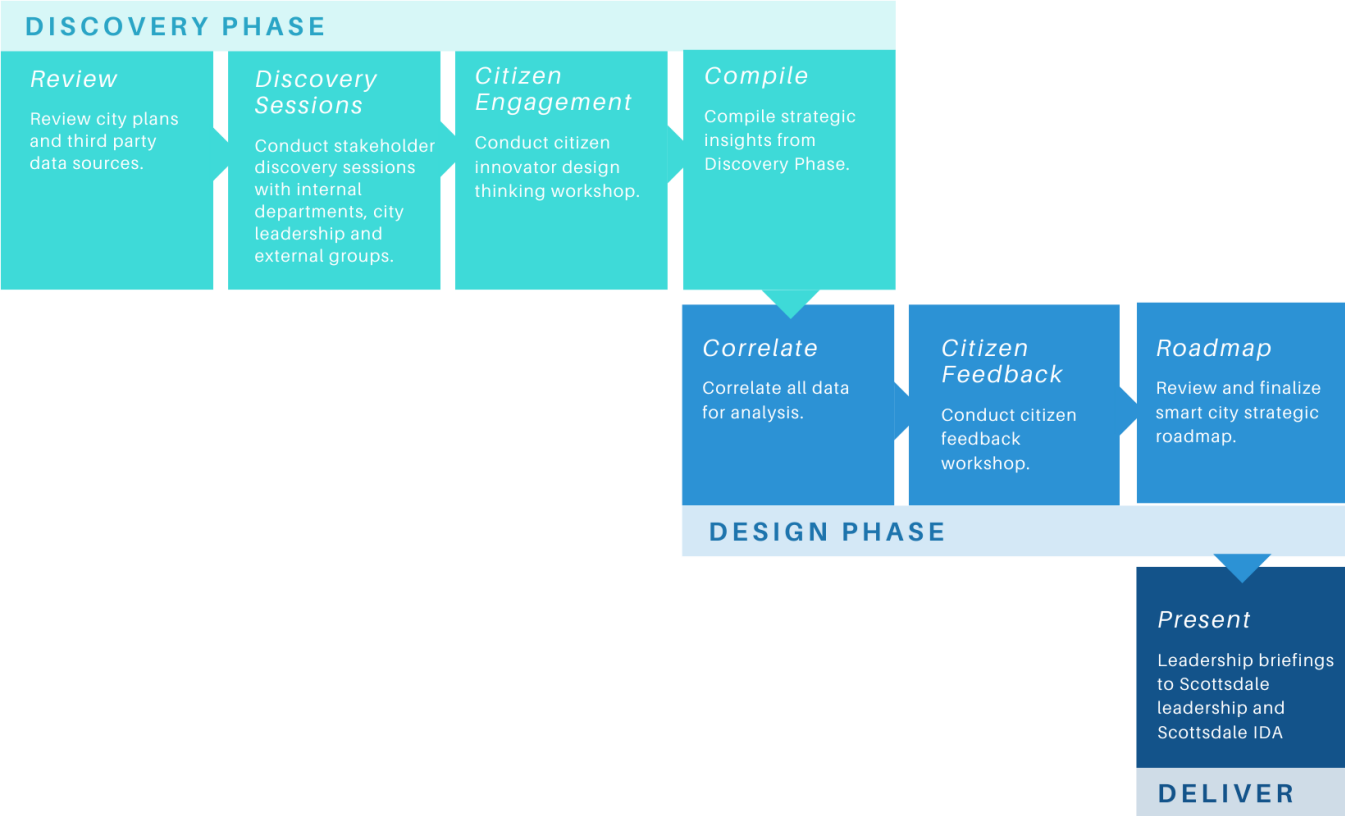 DISCOVERY PHASE
Review
Review city plans
and third party
data sources.
Discovery
Sessions
Conduct stakeholder
discovery sessions
with internal
departments, city
leadership and
external groups.
Citizen
Engagement
Conduct citizen
innovator design
thinking workshop.
Compile
Compile strategic
insights from
Discovery Phase.
Correlate
Correlate all data
for analysis.
Citizen
Feedback
Conduct citizen
feedback
workshop.
Roadmap
Review and finalize
smart city strategic
roadmap.
DESIGN PHASE
Present
Leadership briefings
to Scottsdale
leadership and
Scottsdale IDA
DELIVER